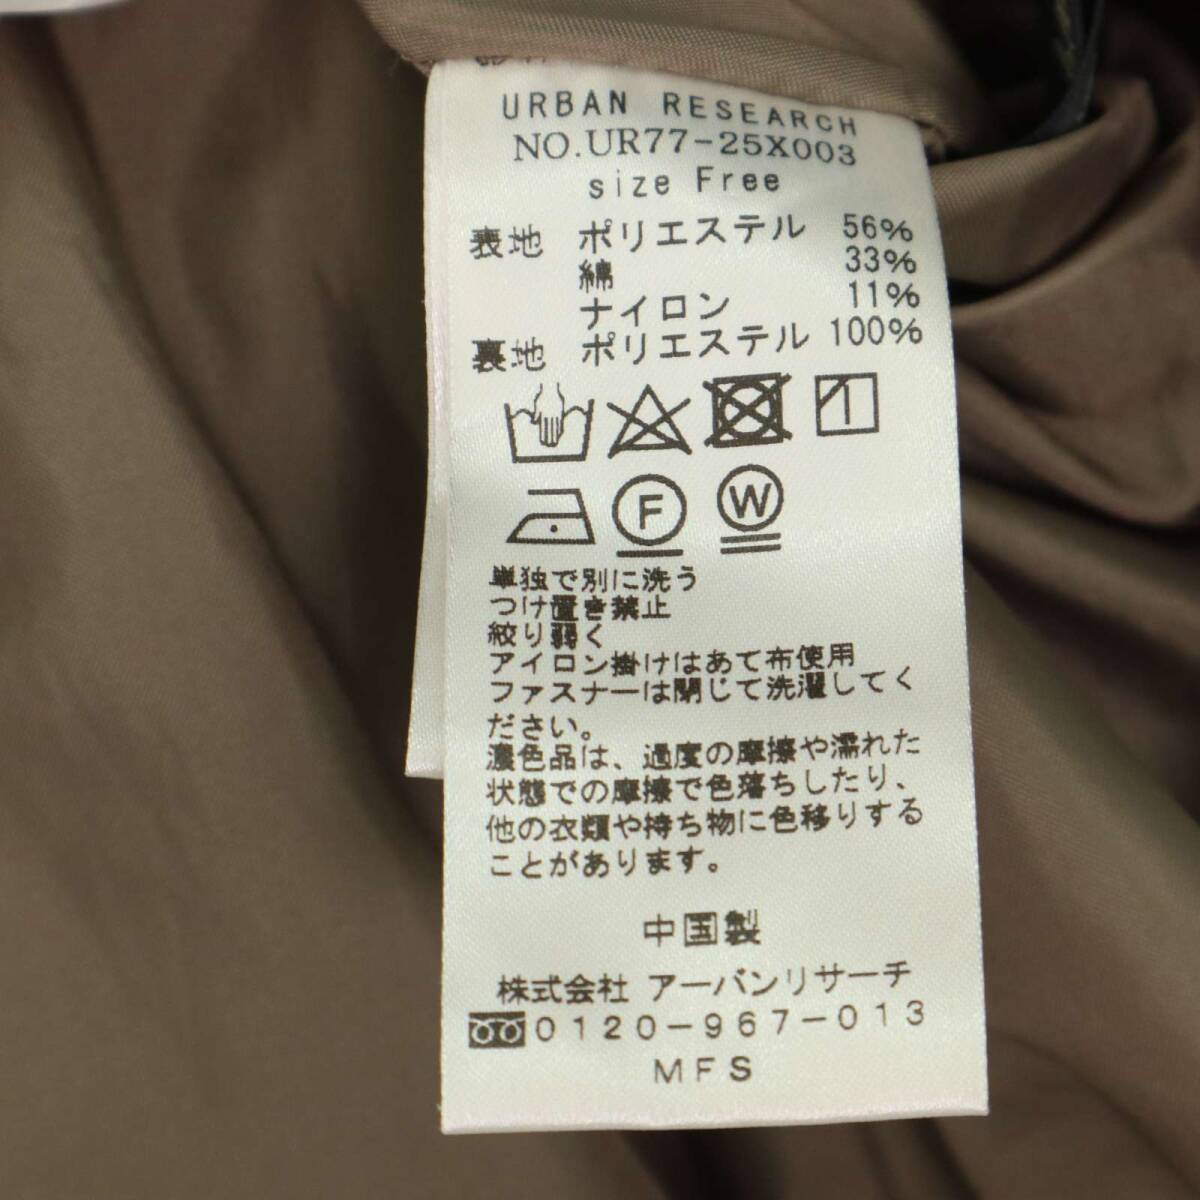 URBAN RESEARCH
NO.UR77-25X003
size Free
表地 ポリエステル 56%
綿 33%
ナイロン 11%
裏地 ポリエステル 100%
F W
単独で別に洗う
つけ置き禁止
絞り弱く
アイロン掛けはあて布使用
ファスナーは閉じて洗濯してく
ださい。
濃色品は、過度の摩擦や濡れた
状態での摩擦で色落ちしたり、
他の衣類や持ち物に色移りする
ことがあります。
中国製
株式会社 アーバンリサーチ
0120-967-013
MFS